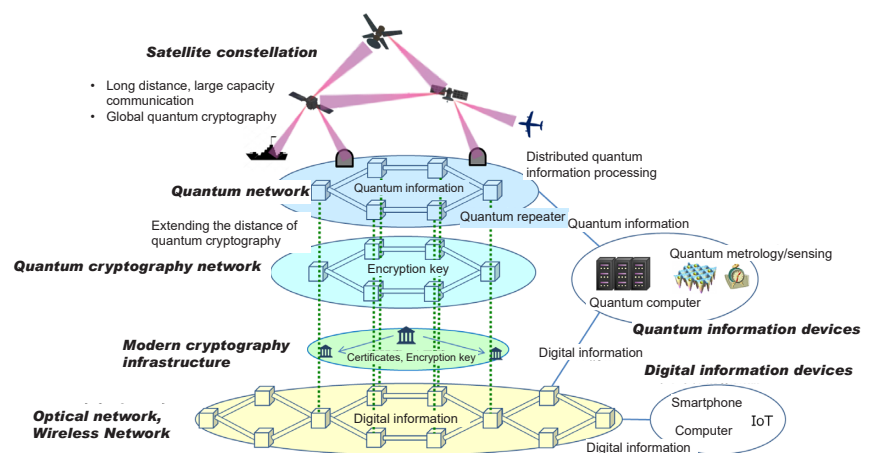 Satellite constellation
• Long distance, large capacity
communication
• Global quantum cryptography
Distributed quantum
information processing
Quantum network
Quantum information
Quantum repeater
Quantum information
Extending the distance of
quantum cryptography
Quantum metrology/sensing
Quantum cryptography network
Encryption key
Quantum computer
Quantum information devices
Modern cryptography
infrastructure
Certificates, Encryption key
Digital information
Digital information devices
Smartphone
Optical network,
Wireless Network
Digital information
IoT
Computer
Digital information